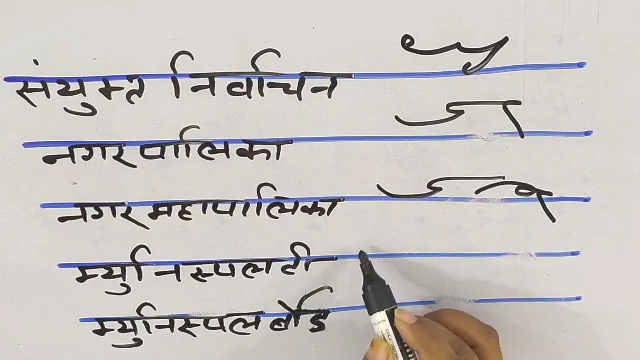 संयुक्त निर्वाचन
नगरपालिका
नगर महापालिका
म्युनिस्पलटी
म्युनिस्पल बोर्ड